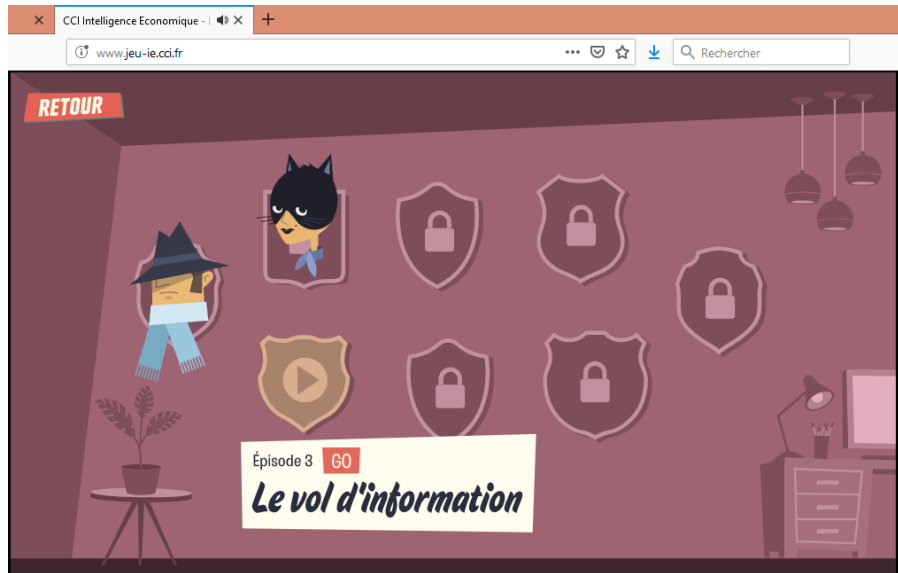 CCI Intelligence Economique - L
www.jeu-ie.cci.fr
Rechercher
RETOUR
Épisode 3 GO
Le vol d'information